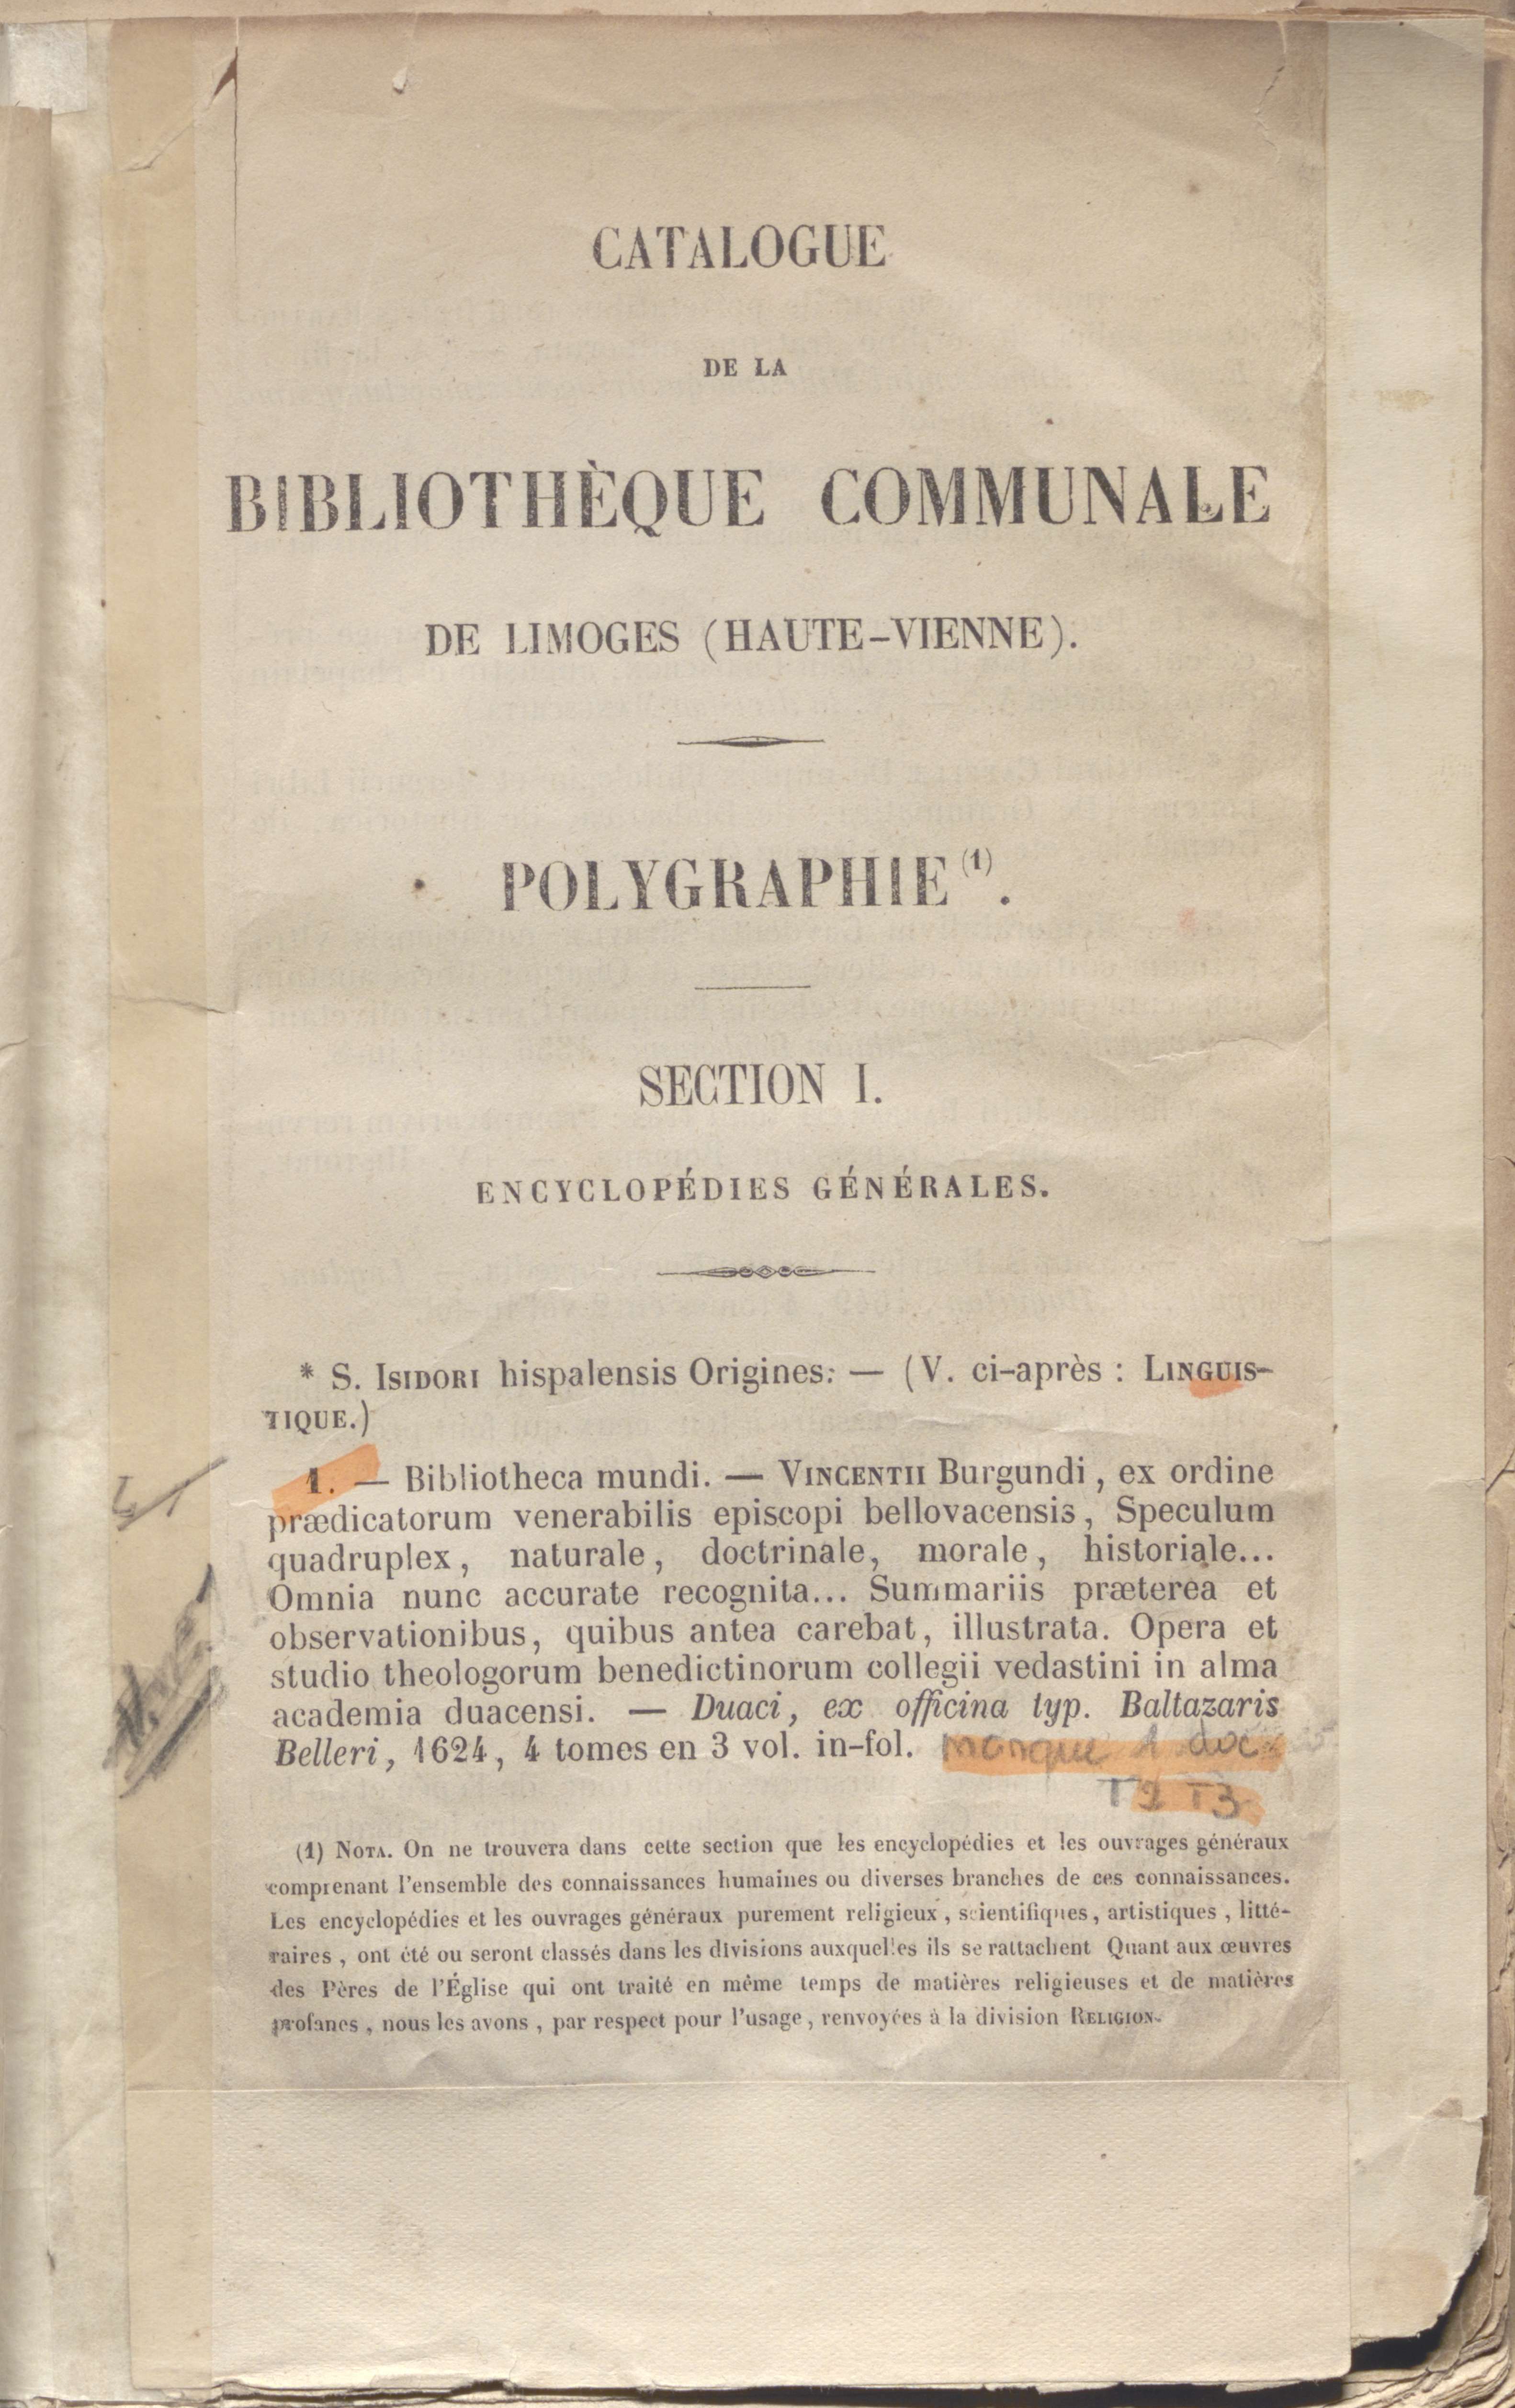 CATALOGUE
DE LA
BIBLIOTHÈQUE COMMUNALE
DE LIMOGES (HAUTE-VIENNE).
POLYGRAPHIE (1).
SECTION I.
ENCYCLOPÉDIES GÉNÉRALES.
* S. ISIDORI hispalensis Origines. — (V. ci-après : LINGUIS-
TIQUE.)
1. — Bibliotheca mundi. — VINCENTII Burgundi, ex ordine
prædicatorum venerabilis episcopi bellovacensis, Speculum
quadruplex, naturale, doctrinale, morale, historiale...
Omnia nunc accurate recognita... Summariis præterea et
observationibus, quibus antea carebat, illustrata. Opera et
studio theologorum benedictinorum collegii vedastini in alma
academia duacensi. — Duaci, ex officina typ. Baltazaris
Belleri, 1624, 4 tomes en 3 vol. in-fol. manque 1 doc
T2 T3
(1) NOTA. On ne trouvera dans cette section que les encyclopédies et les ouvrages généraux
comprenant l'ensemble des connaissances humaines ou diverses branches de ces connaissances.
Les encyclopédies et les ouvrages généraux purement religieux, scientifiques, artistiques, litté-
raires, ont été ou seront classés dans les divisions auxquelles ils se rattachent Quant aux œuvres
des Pères de l'Église qui ont traité en même temps de matières religieuses et de matières
profanes, nous les avons, par respect pour l'usage, renvoyées à la division RELIGION.